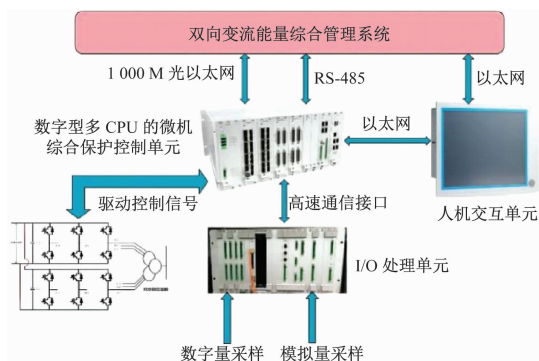 双向变流能量综合管理系统
1 000 M 光以太网
RS-485
以太网
数字型多 CPU 的微机
综合保护控制单元
以太网
驱动控制信号
高速通信接口
人机交互单元
I/O 处理单元
数字量采样
模拟量采样